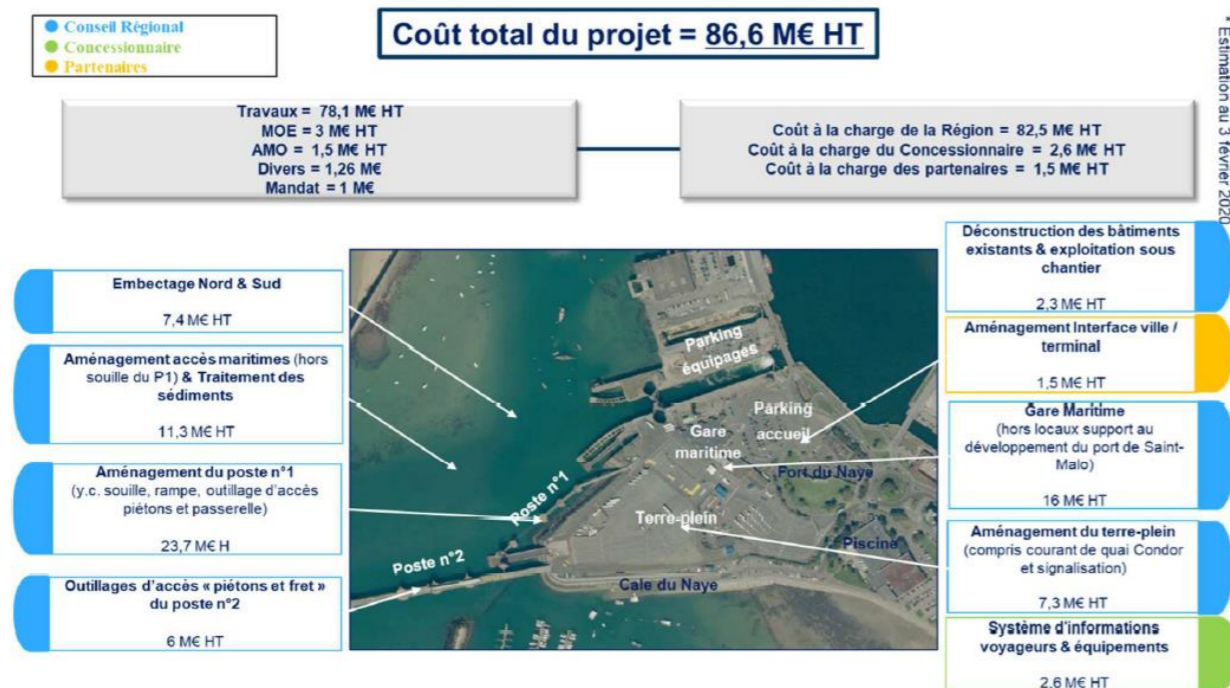 Conseil Régional
Concessionnaire
Partenaires
Coût total du projet = 86,6 M€ HT
* Estimation au 3 février 2020
Travaux = 78,1 M€ HT
MOE = 3 M€ HT
AMO = 1,5 M€ HT
Divers = 1,26 M€
Mandat = 1 M€
Coût à la charge de la Région = 82,5 M€ HT
Coût à la charge du Concessionnaire = 2,6 M€ HT
Coût à la charge des partenaires = 1,5 M€ HT
Embectage Nord & Sud
7,4 M€ HT
Aménagement accès maritimes (hors
souille du P1) & Traitement des
sédiments
11,3 M€ HT
Aménagement du poste n°1
(y.c. souille, rampe, outillage d'accès
piétons et passerelle)
23,7 M€ H
Outillages d'accès « piétons et fret »
du poste n°2
6 M€ HT
Parking
équipages
Parking
accueil
Gare
maritime
Fort du Naye
Poste n°1
Terre-plein
Piscine
Poste n°2
Cale du Naye
Déconstruction des bâtiments
existants & exploitation sous
chantier
2,3 M€ HT
Aménagement Interface ville /
terminal
1,5 M€ HT
Gare Maritime
(hors locaux support au
développement du port de Saint-
Malo)
16 M€ HT
Aménagement du terre-plein
(compris courant de quai Condor
et signalisation)
7,3 M€ HT
Système d'informations
voyageurs & équipements
2,6 M€ HT